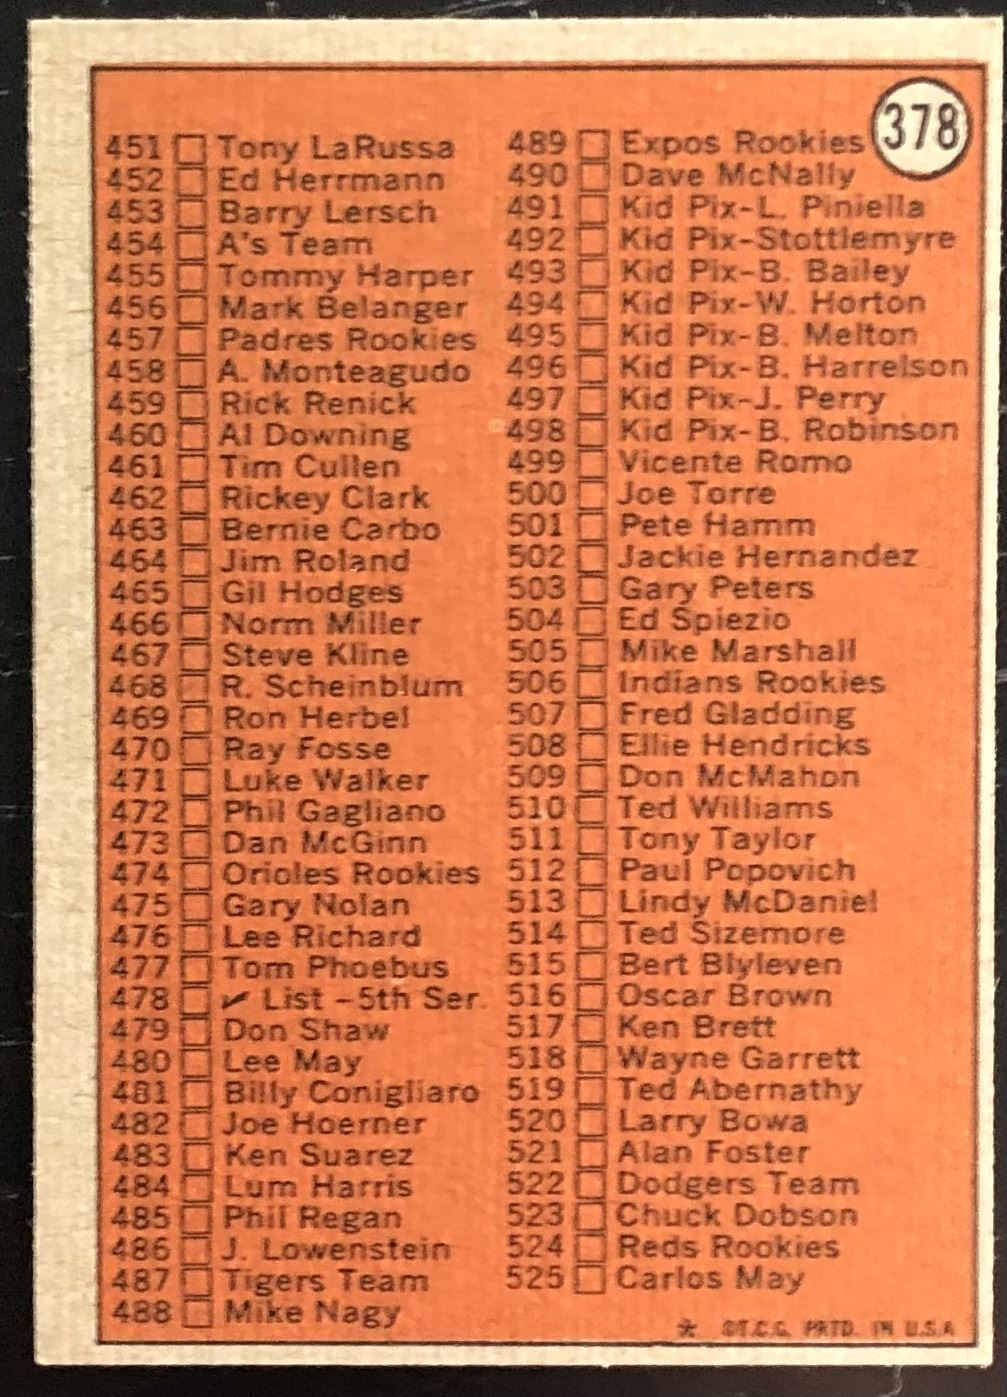 378
451 Tony LaRussa
452 Ed Herrmann
453 Barry Lersch
454 A's Team
455 Tommy Harper
456 Mark Belanger
457 Padres Rookies
458 A. Monteagudo
459 Rick Renick
460 Al Downing
461 Tim Cullen
462 Rickey Clark
463 Bernie Carbo
464 Jim Roland
465 Gil Hodges
466 Norm Miller
467 Steve Kline
468 R. Scheinblum
469 Ron Herbel
470 Ray Fosse
471 Luke Walker
472 Phil Gagliano
473 Dan McGinn
474 Orioles Rookies
475 Gary Nolan
476 Lee Richard
477 Tom Phoebus
478 ✓ List-5th Ser.
479 Don Shaw
480 Lee May
481 Billy Conigliaro
482 Joe Hoerner
483 Ken Suarez
484 Lum Harris
485 Phil Regan
486 J. Lowenstein
487 Tigers Team
488 Mike Nagy
489 Expos Rookies
490 Dave McNally
491 Kid Pix-L. Piniella
492 Kid Pix-Stottlemyre
493 Kid Pix-B. Bailey
494 Kid Pix-W. Horton
495 Kid Pix-B. Melton
496 Kid Pix-B. Harrelson
497 Kid Pix-J. Perry
498 Kid Pix-B. Robinson
499 Vicente Romo
500 Joe Torre
501 Pete Hamm
502 Jackie Hernandez
503 Gary Peters
504 Ed Spiezio
505 Mike Marshall
506 Indians Rookies
507 Fred Gladding
508 Ellie Hendricks
509 Don McMahon
510 Ted Williams
511 Tony Taylor
512 Paul Popovich
513 Lindy McDaniel
514 Ted Sizemore
515 Bert Blyleven
516 Oscar Brown
517 Ken Brett
518 Wayne Garrett
519 Ted Abernathy
520 Larry Bowa
521 Alan Foster
522 Dodgers Team
523 Chuck Dobson
524 Reds Rookies
525 Carlos May
* ©T.C.G. PRTD. IN U.S.A